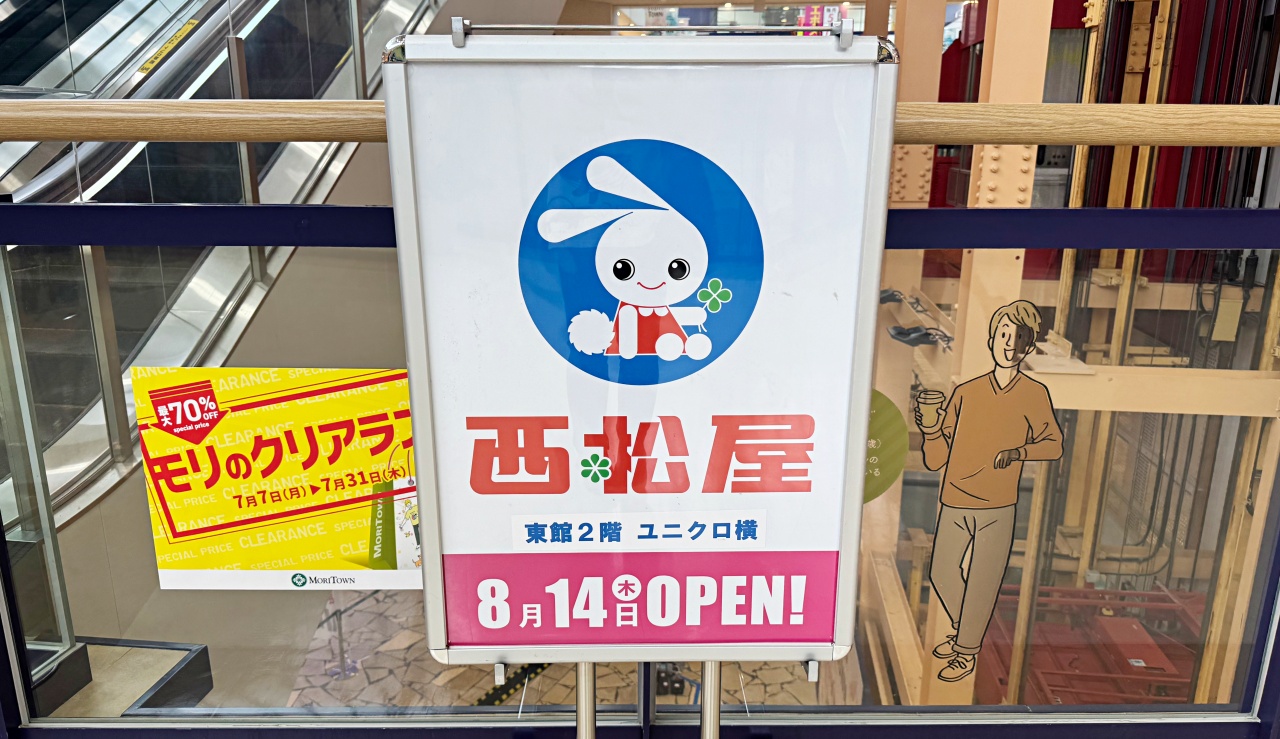 西松屋
東館2階 ユニクロ横
8月14日(木)OPEN!
最大70%OFF
special price
モリのクリアラ
7月7日(月)▶7月31日(木)
SPECIAL PRICE CLEARANCE
MORITOWN
MORITOWN